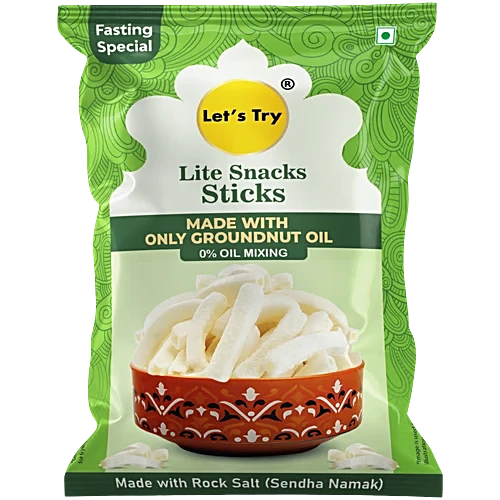 Fasting
Special
®
Let's Try
Lite Snacks
Sticks
MADE WITH
ONLY GROUNDNUT OIL
0% OIL MIXING
Made with Rock Salt (Sendha Namak)